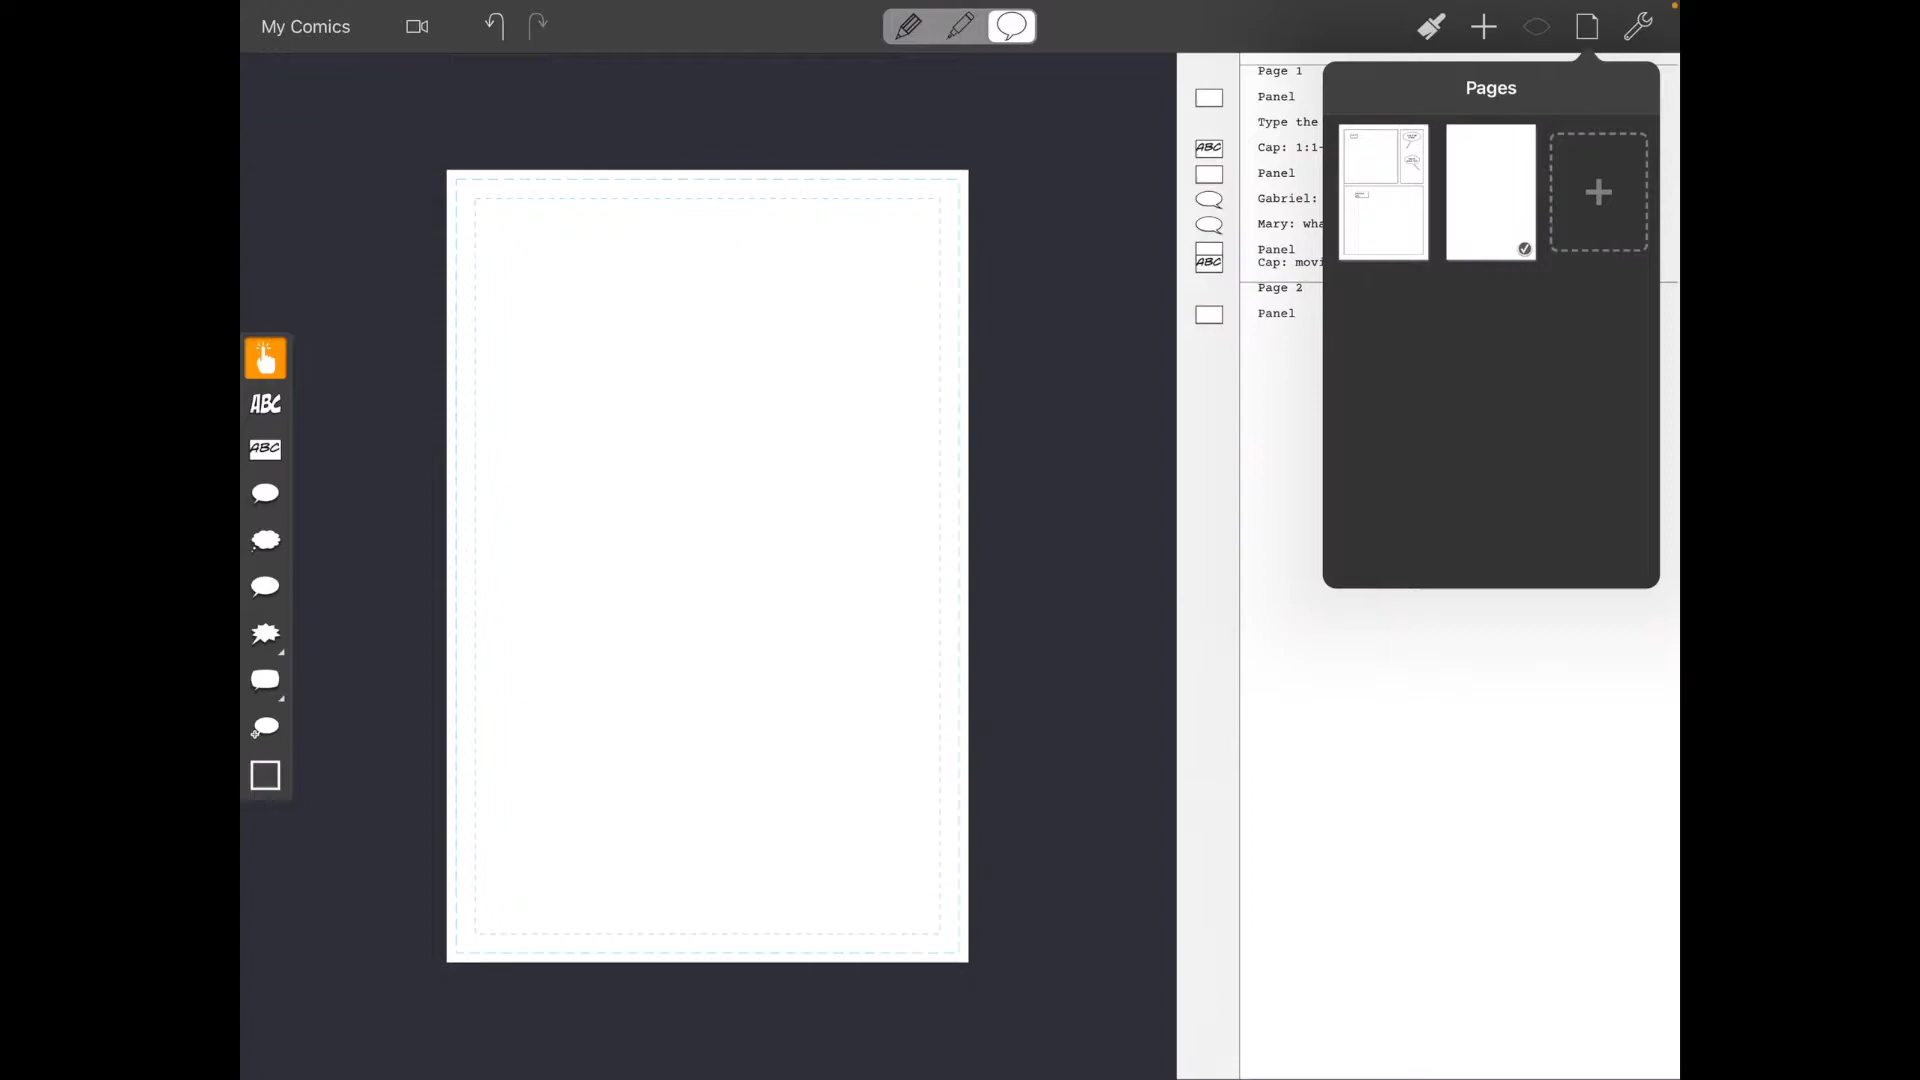 My Comics
Pages
Page 1
Panel
Type the
Cap: 1:1-
Panel
Gabriel:
Mary: wha
Panel
Cap: movi
Page 2
Panel
ABC
ABC
ABC
ABC